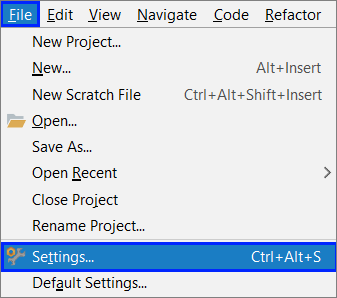 File Edit View Navigate Code Refactor
New Project...
New... Alt+Insert
New Scratch File Ctrl+Alt+Shift+Insert
Open...
Save As...
Open Recent
Close Project
Rename Project...
Settings... Ctrl+Alt+S
Default Settings...